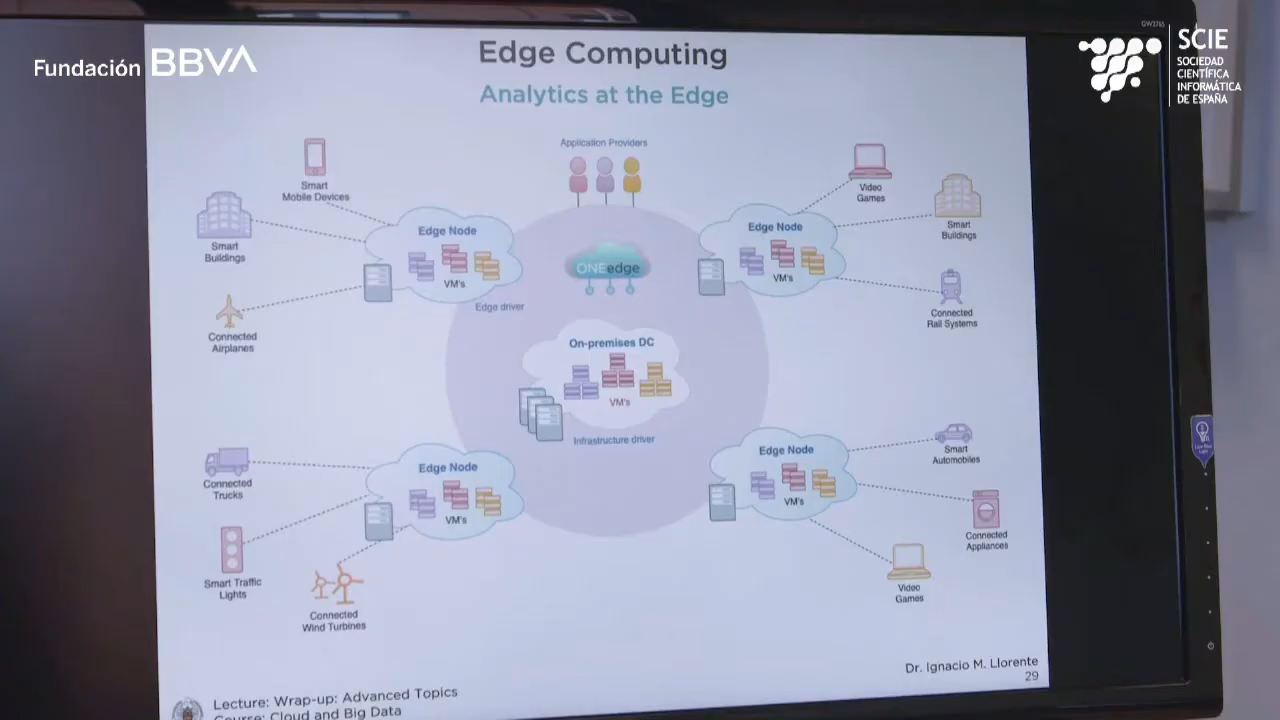 Fundación BBVA
GW2765
SCIE
SOCIEDAD
CIENTÍFICA
INFORMÁTICA
DE ESPAÑA
Edge Computing
Analytics at the Edge
Application Providers
Smart
Mobile Devices
Smart
Buildings
Connected
Airplanes
Edge Node
VM's
Edge driver
ONEedge
Edge Node
VM's
Video
Games
Smart
Buildings
Connected
Rail Systems
On-premises DC
VM's
Infrastructure driver
Connected
Trucks
Smart Traffic
Lights
Connected
Wind Turbines
Edge Node
VM's
Edge Node
VM's
Smart
Automobiles
Connected
Appliances
Video
Games
Dr. Ignacio M. Llorente
29
Lecture: Wrap-up: Advanced Topics
Course: Cloud and Big Data